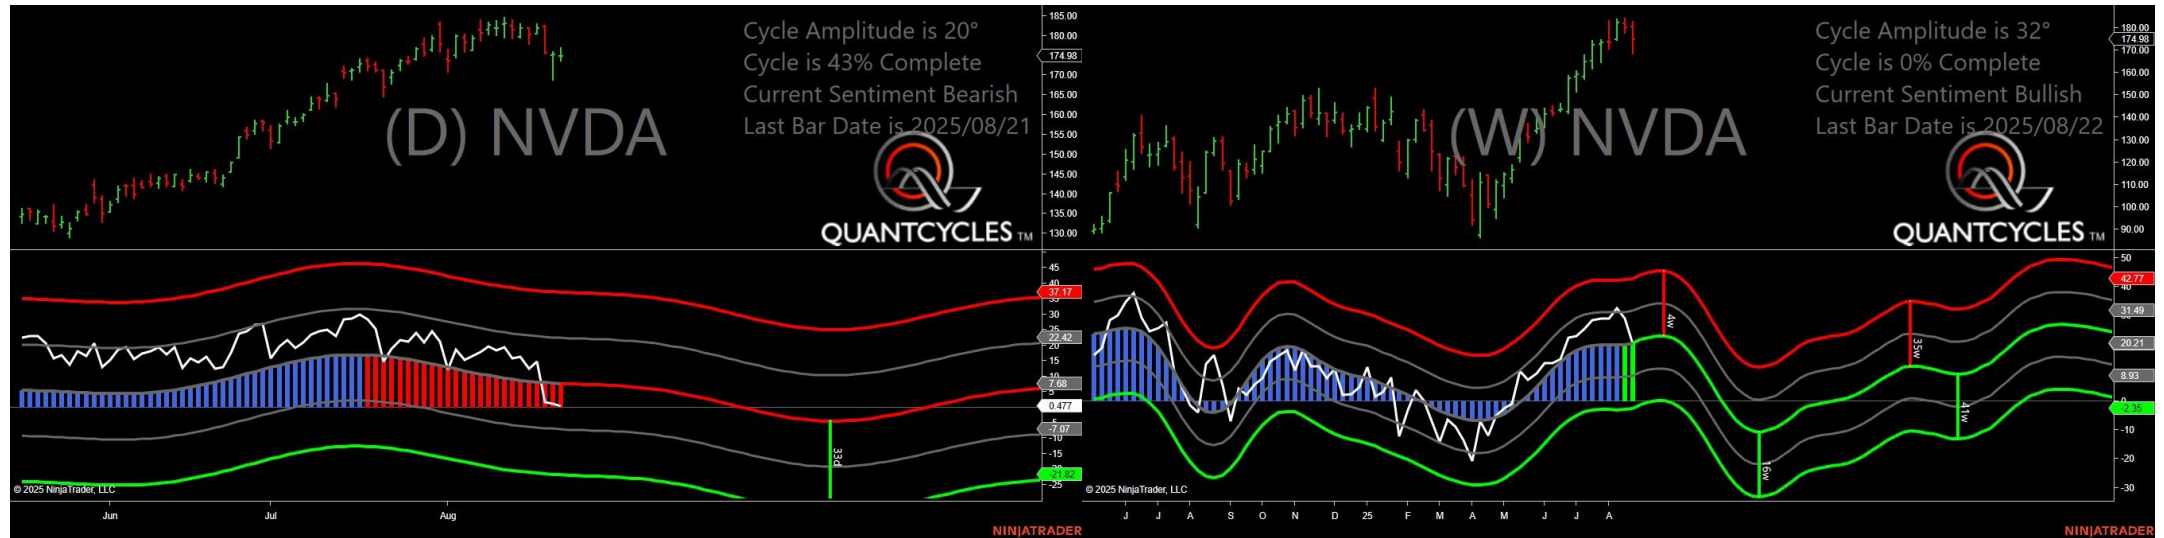 Cycle Amplitude is 20°
Cycle is 43% Complete
Current Sentiment Bearish
Last Bar Date is 2025/08/21
(D) NVDA
QUANTCYCLES TM
185.00
180.00
174.98
170.00
165.00
160.00
155.00
150.00
145.00
140.00
135.00
130.00
45
37.17
35
30
25
22.42
20
15
10
7.68
5
0.477
-7.07
-10
-15
-21.82
-25
33d
© 2025 NinjaTrader, LLC
Jun
Jul
Aug
NINJATRADER
Cycle Amplitude is 32°
Cycle is 0% Complete
Current Sentiment Bullish
Last Bar Date is 2025/08/22
(W) NVDA
QUANTCYCLES TM
180.00
174.98
170.00
160.00
150.00
140.00
130.00
120.00
110.00
100.00
90.00
50
42.77
40
31.49
20.21
8.93
0
-2.35
-10
-20
-30
4w
16w
35w
41w
© 2025 NinjaTrader, LLC
J J A S O N D 25 F M A M J J A
NINJATRADER